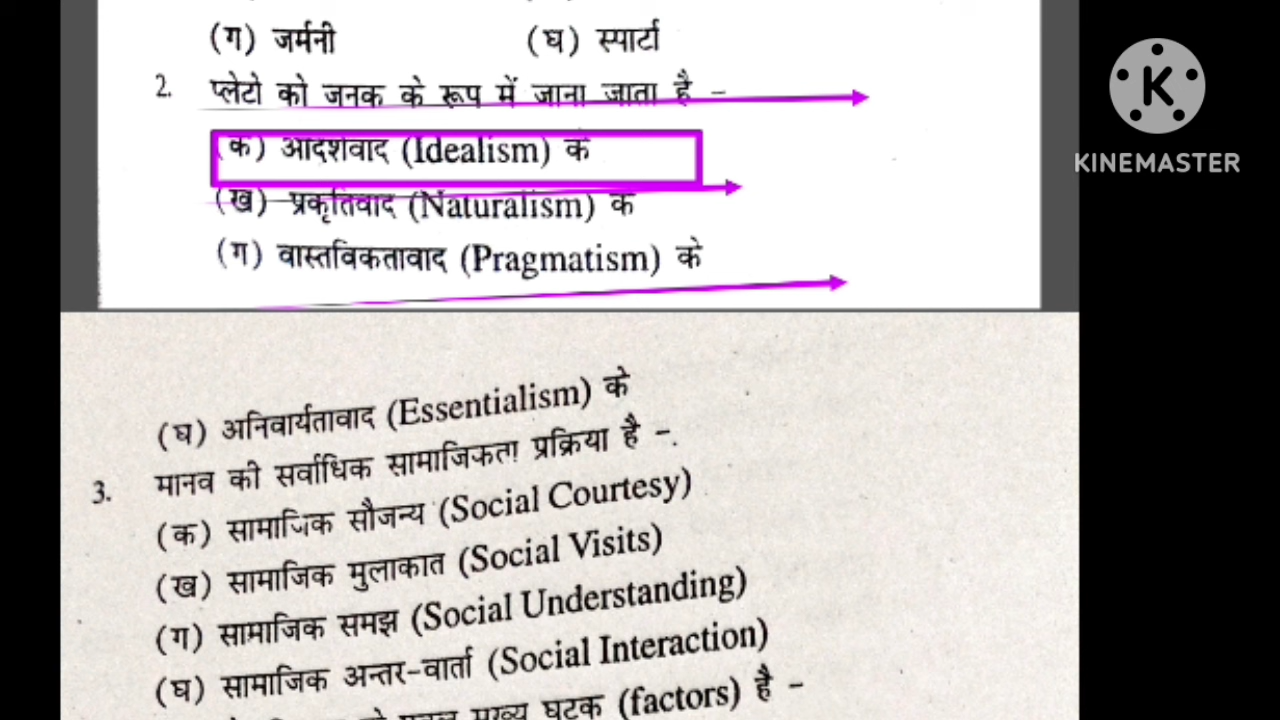 (ग) जर्मनी (घ) स्पार्टा
2. प्लेटो को जनक के रूप में जाना जाता है –
(क) आदर्शवाद (Idealism) के
(ख) प्रकृतिवाद (Naturalism) के
(ग) वास्तविकतावाद (Pragmatism) के
(घ) अनिवार्यतावाद (Essentialism) के
3. मानव की सर्वाधिक सामाजिकता प्रक्रिया है –
(क) सामाजिक सौजन्य (Social Courtesy)
(ख) सामाजिक मुलाकात (Social Visits)
(ग) सामाजिक समझ (Social Understanding)
(घ) सामाजिक अन्तर-वार्ता (Social Interaction)
मुख्य घटक (factors) है –
K
KINEMASTER